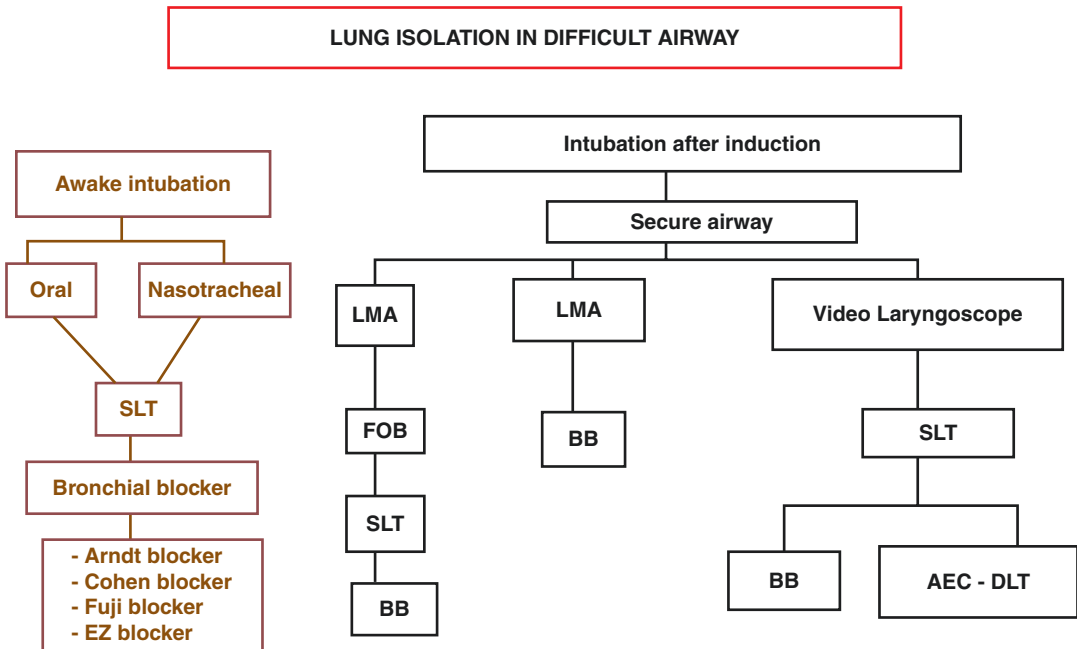 LUNG ISOLATION IN DIFFICULT AIRWAY
Awake intubation
Oral
Nasotracheal
SLT
Bronchial blocker
- Arndt blocker
- Cohen blocker
- Fuji blocker
- EZ blocker
Intubation after induction
Secure airway
LMA
FOB
SLT
BB
LMA
BB
Video Laryngoscope
SLT
BB
AEC - DLT